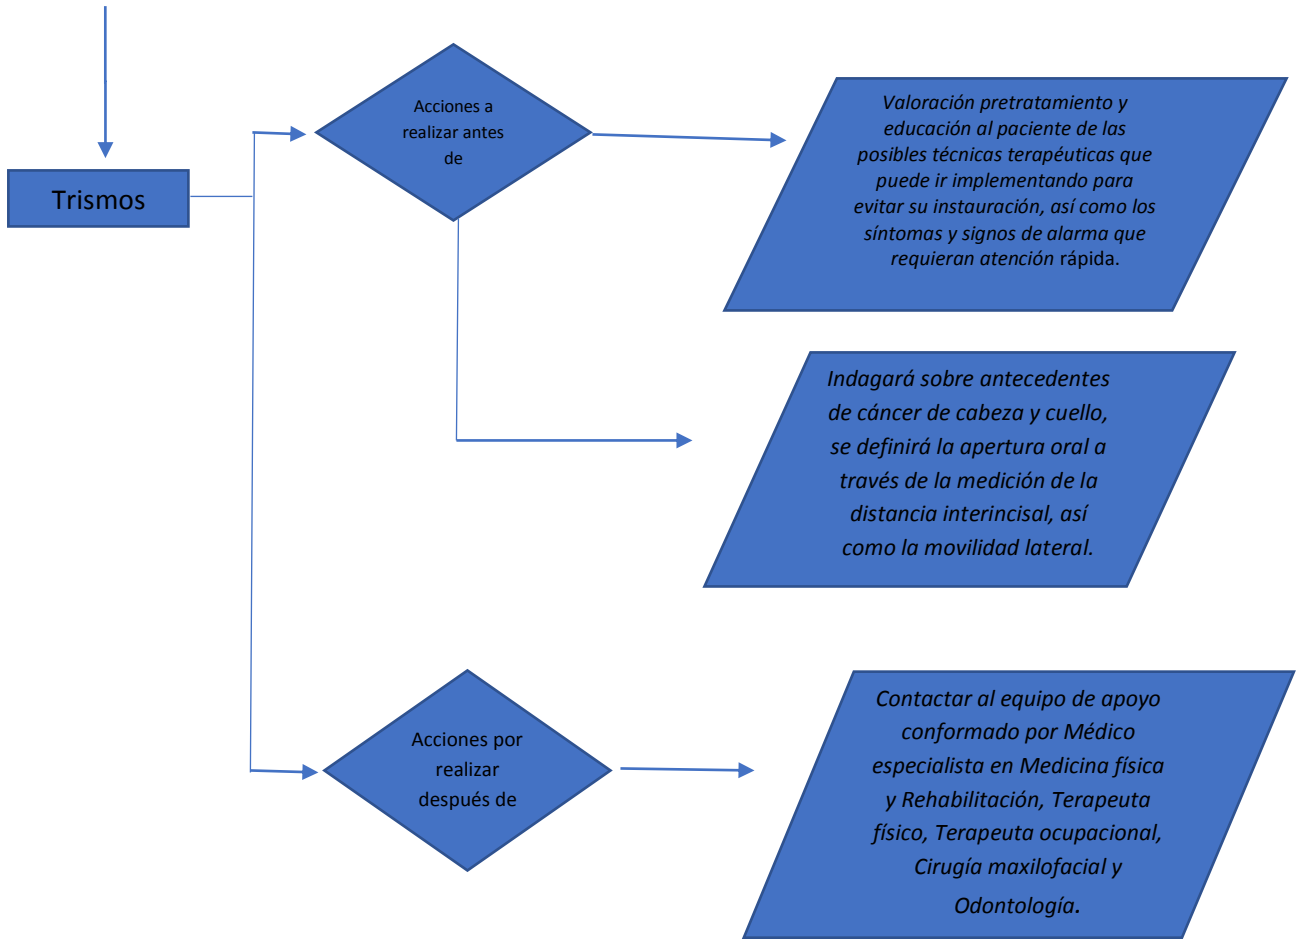 Trismos
Acciones a
realizar antes
de
Valoración pretratamiento y
educación al paciente de las
posibles técnicas terapéuticas que
puede ir implementando para
evitar su instauración, así como los
síntomas y signos de alarma que
requieran atención rápida.
Indagará sobre antecedentes
de cáncer de cabeza y cuello,
se definirá la apertura oral a
través de la medición de la
distancia interincisal, así
como la movilidad lateral.
Acciones por
realizar
después de
Contactar al equipo de apoyo
conformado por Médico
especialista en Medicina física
y Rehabilitación, Terapeuta
físico, Terapeuta ocupacional,
Cirugía maxilofacial y
Odontología.